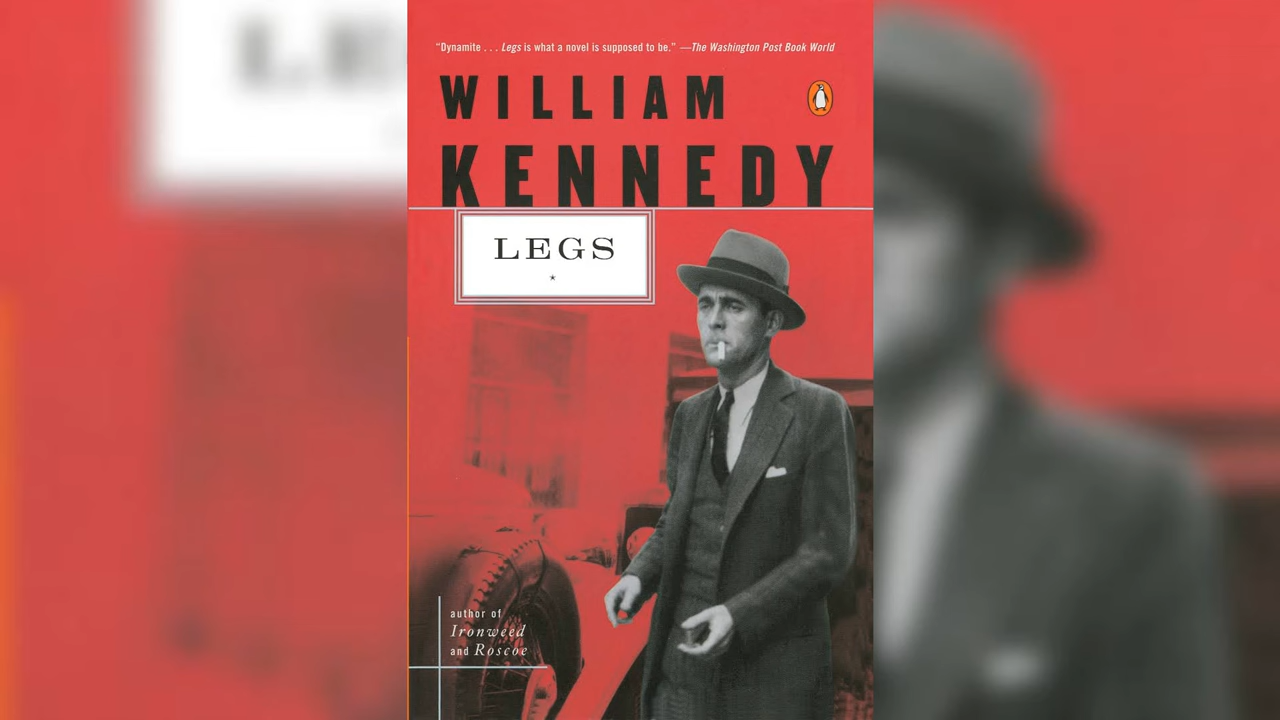 “Dynamite . . . Legs is what a novel is supposed to be.” —The Washington Post Book World
WILLIAM
KENNEDY
LEGS
author of
Ironweed
and Roscoe